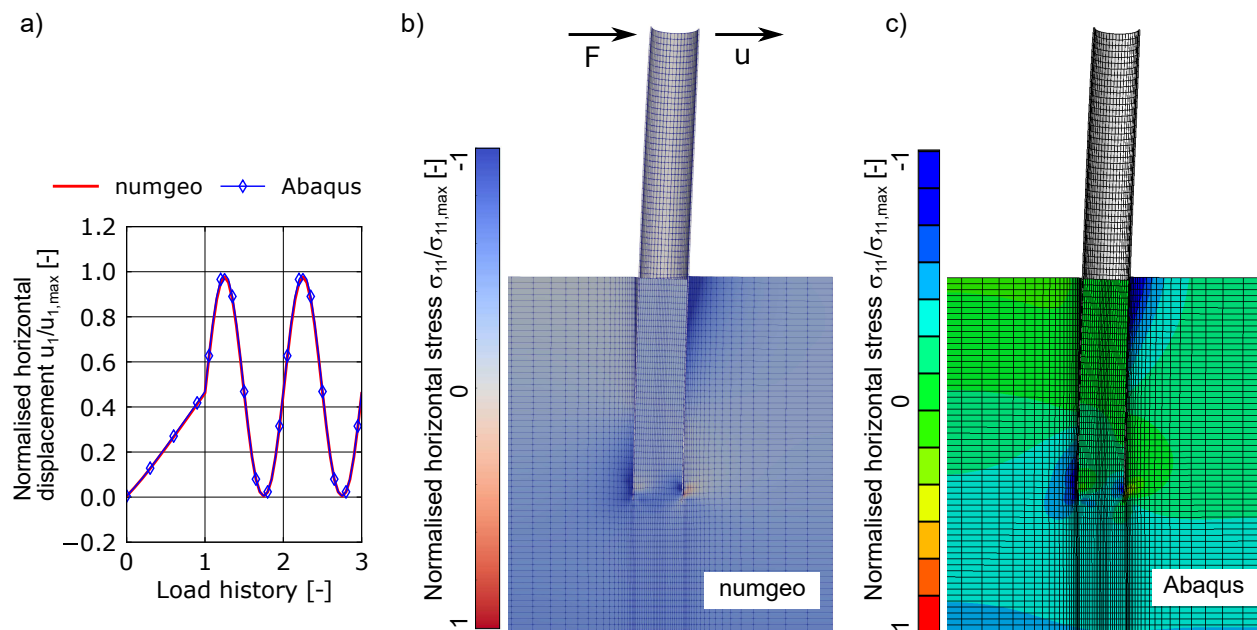 a)
numgeo
Abaqus
Normalised horizontal
displacement u₁/u₁,max [-]
1.2
1.0
0.8
0.6
0.4
0.2
0.0
−0.2
0
1
2
3
Load history [-]
b)
F
u
Normalised horizontal stress σ₁₁/σ₁₁,max [-]
-1
0
1
numgeo
c)
Normalised horizontal stress σ₁₁/σ₁₁,max [-]
-1
0
1
Abaqus